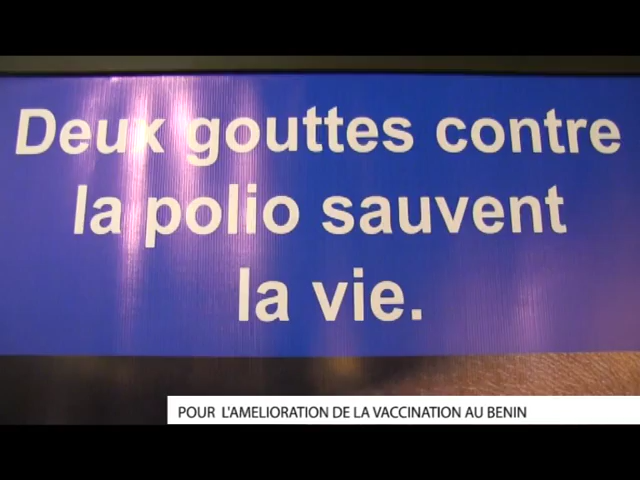 Deux gouttes contre
la polio sauvent
la vie.
POUR L'AMELIORATION DE LA VACCINATION AU BENIN